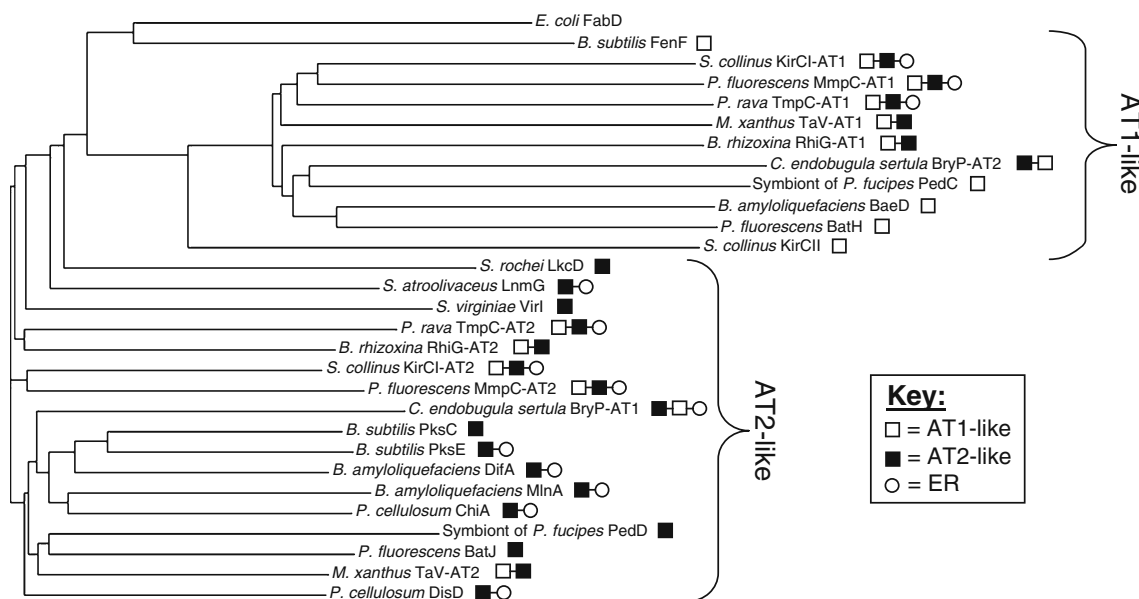 E. coli FabD
B. subtilis FenF
S. collinus KirCI-AT1
P. fluorescens MmpC-AT1
P. rava TmpC-AT1
M. xanthus TaV-AT1
B. rhizoxina RhiG-AT1
C. endobugula sertula BryP-AT2
Symbiont of P. fucipes PedC
B. amyloliquefaciens BaeD
P. fluorescens BatH
S. collinus KirCII
AT1-like
S. rochei LkcD
S. atroolivaceus LnmG
S. virginiae VirI
P. rava TmpC-AT2
B. rhizoxina RhiG-AT2
S. collinus KirCI-AT2
P. fluorescens MmpC-AT2
C. endobugula sertula BryP-AT1
B. subtilis PksC
B. subtilis PksE
B. amyloliquefaciens DifA
B. amyloliquefaciens MlnA
P. cellulosum ChiA
Symbiont of P. fucipes PedD
P. fluorescens BatJ
M. xanthus TaV-AT2
P. cellulosum DisD
AT2-like
Key:
= AT1-like
= AT2-like
= ER